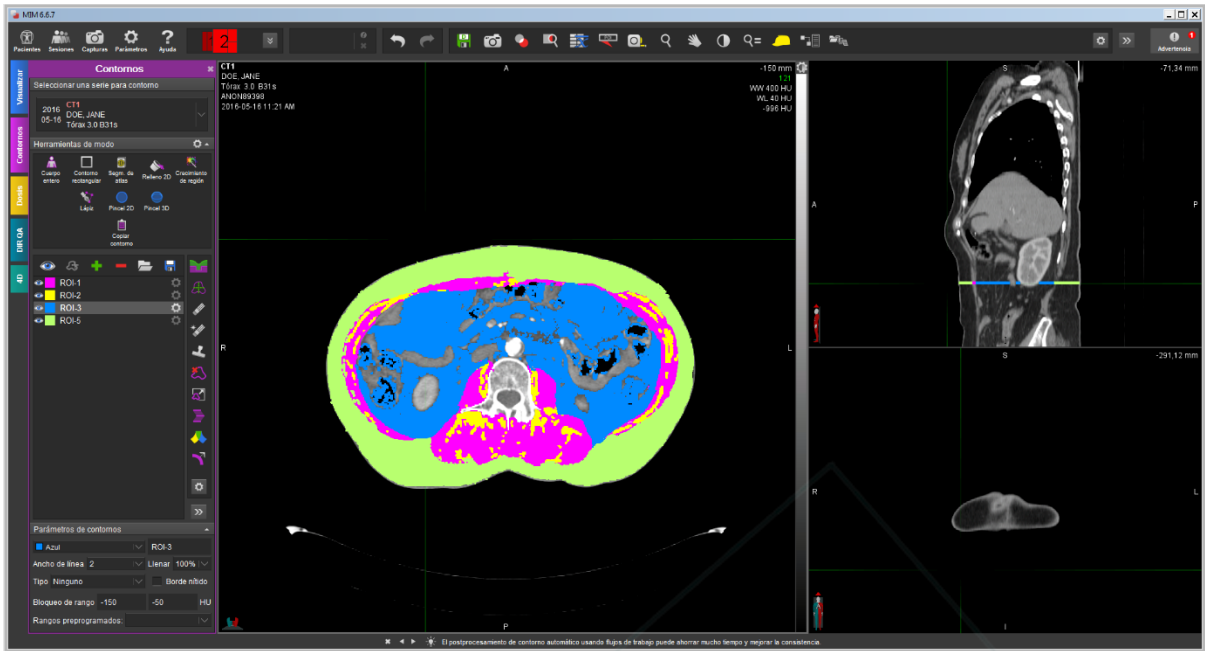 MIM 6.6.7
Pacientes Sesiones Capturas Parámetros Ayuda
2
Q=
1
Advertencia
Visualizar
Contornos
Dosis
DIR QA
4D
Contornos
Seleccionar una serie para contorno
2016
05-16
CT1
DOE, JANE
Tórax 3.0 B31s
Herramientas de modo
Cuerpo entero
Contorno rectangular
Segm. de atlas
Relleno 2D
Crecimiento de región
Lápiz
Pincel 2D
Pincel 3D
Copiar contorno
ROI-1
ROI-2
ROI-3
ROI-5
Parámetros de contornos
Azul ROI-3
Ancho de línea 2 Llenar 100%
Tipo Ninguno Borde nítido
Bloqueo de rango -150 -50 HU
Rangos preprogramados:
CT1
DOE, JANE
Tórax 3.0 B31s
ANON89398
2016-05-16 11:21 AM
A
-150 mm
121
WW 400 HU
WL 40 HU
-996 HU
R
L
P
S
-71,34 mm
A
P
I
S
-291,12 mm
R
L
I
El postprocesamiento de contorno automático usando flujos de trabajo puede ahorrar mucho tiempo y mejorar la consistencia.